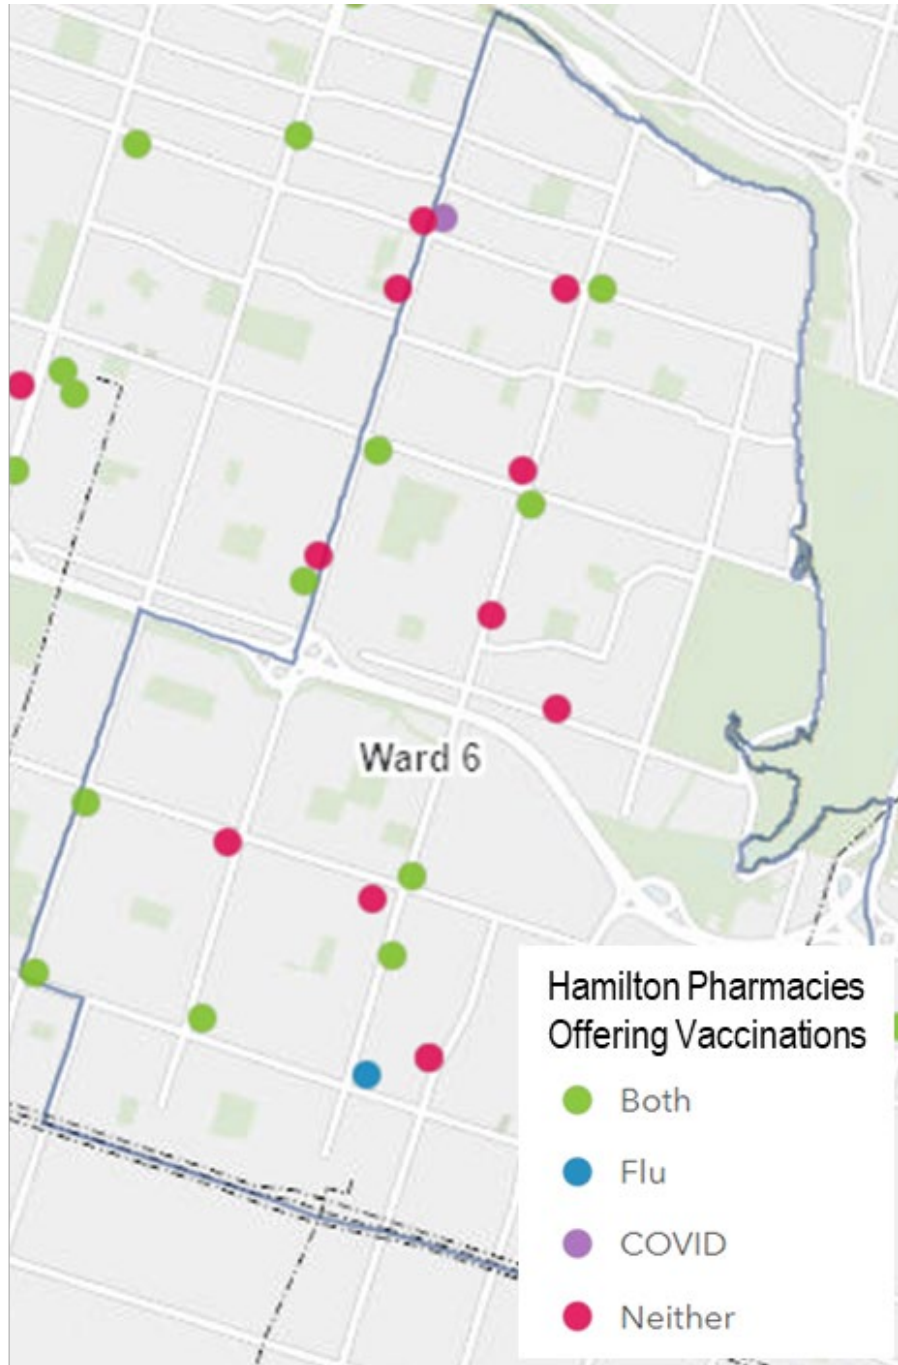 Ward 6
Hamilton Pharmacies
Offering Vaccinations
Both
Flu
COVID
Neither